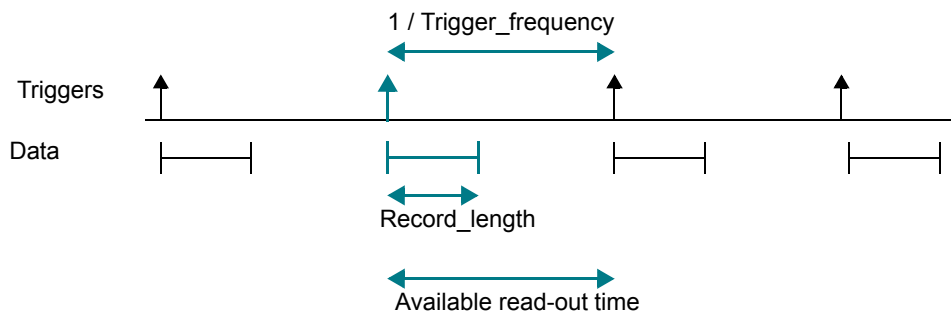 1 / Trigger_frequency
Triggers
Data
Record_length
Available read-out time